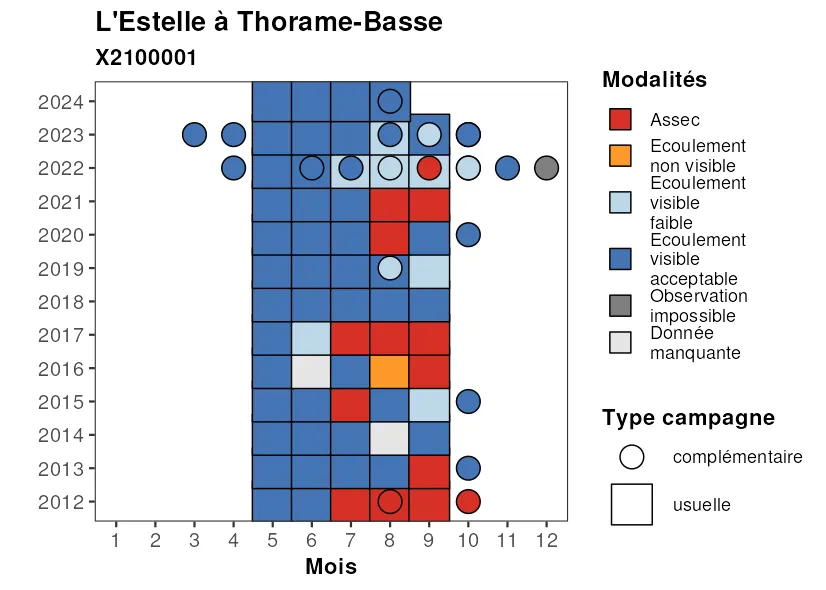 L'Estelle à Thorame-Basse
X2100001
2024
2023
2022
2021
2020
2019
2018
2017
2016
2015
2014
2013
2012
1 2 3 4 5 6 7 8 9 10 11 12
Mois
Modalités
Assec
Ecoulement
non visible
Ecoulement
visible
faible
Ecoulement
visible
acceptable
Observation
impossible
Donnée
manquante
Type campagne
complémentaire
usuelle